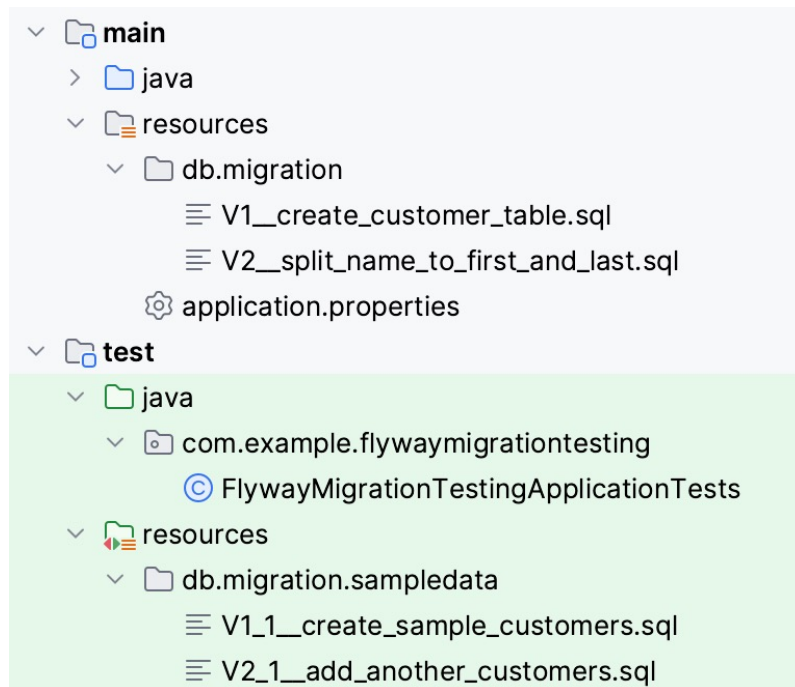 main
java
resources
db.migration
V1__create_customer_table.sql
V2__split_name_to_first_and_last.sql
application.properties
test
java
com.example.flywaymigrationtesting
C FlywayMigrationTestingApplicationTests
resources
db.migration.sampledata
V1_1__create_sample_customers.sql
V2_1__add_another_customers.sql